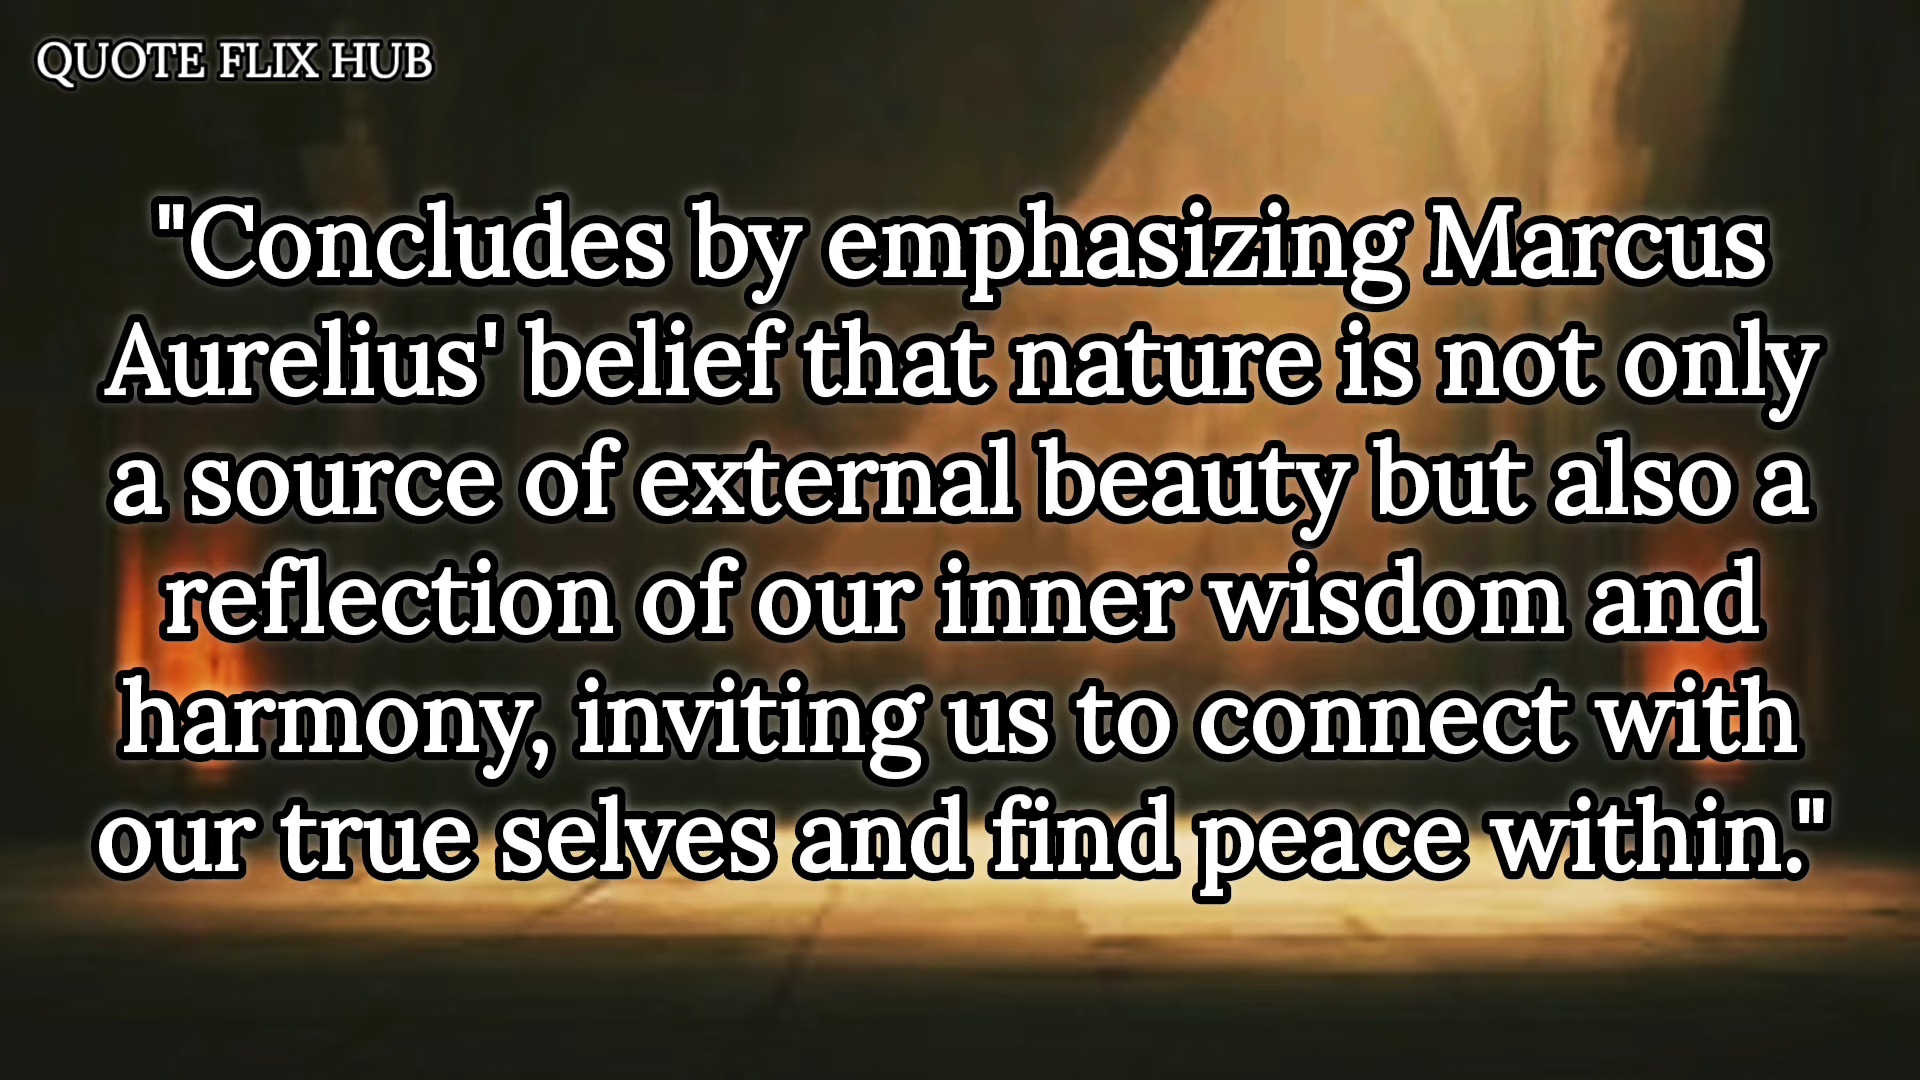 QUOTE FLIX HUB
"Concludes by emphasizing Marcus
Aurelius' belief that nature is not only
a source of external beauty but also a
reflection of our inner wisdom and
harmony, inviting us to connect with
our true selves and find peace within."